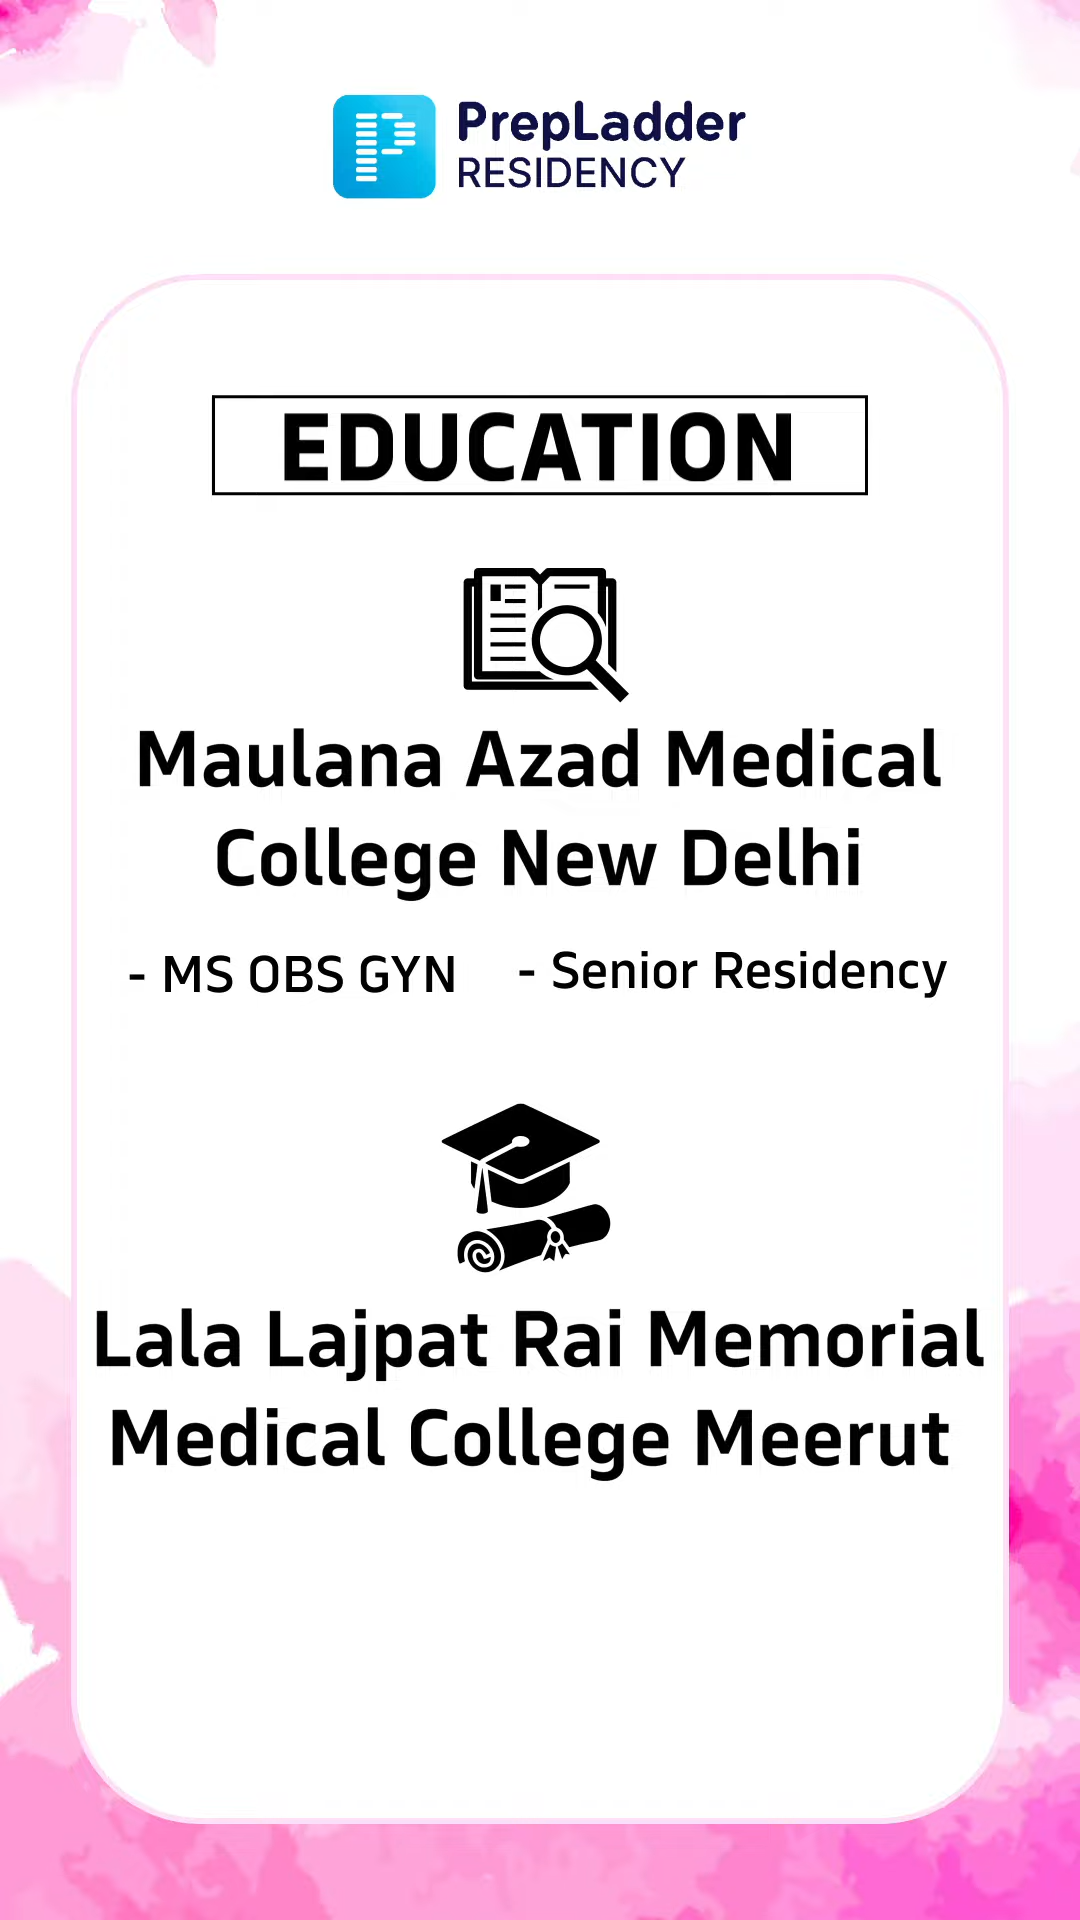 PrepLadder
RESIDENCY
EDUCATION
Maulana Azad Medical
College New Delhi
- MS OBS GYN - Senior Residency
Lala Lajpat Rai Memorial
Medical College Meerut